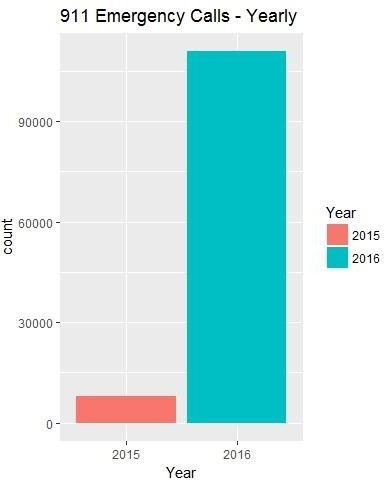 911 Emergency Calls - Yearly
90000
60000
30000
0
count
2015
2016
Year
Year
2015
2016